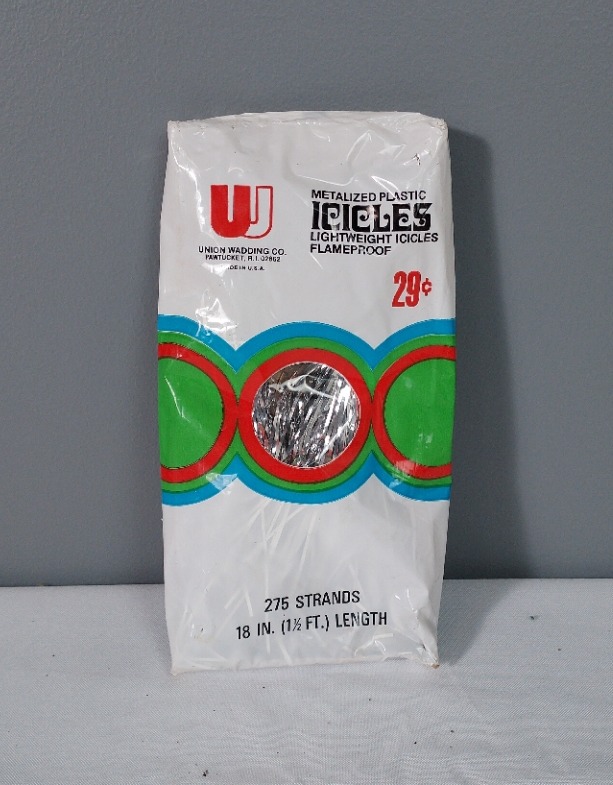 UW
UNION WADDING CO.
PAWTUCKET, R.I. 02862
MADE IN U.S.A.
METALIZED PLASTIC
ICICLES
LIGHTWEIGHT ICICLES
FLAMEPROOF
29¢
275 STRANDS
18 IN. (1½ FT.) LENGTH